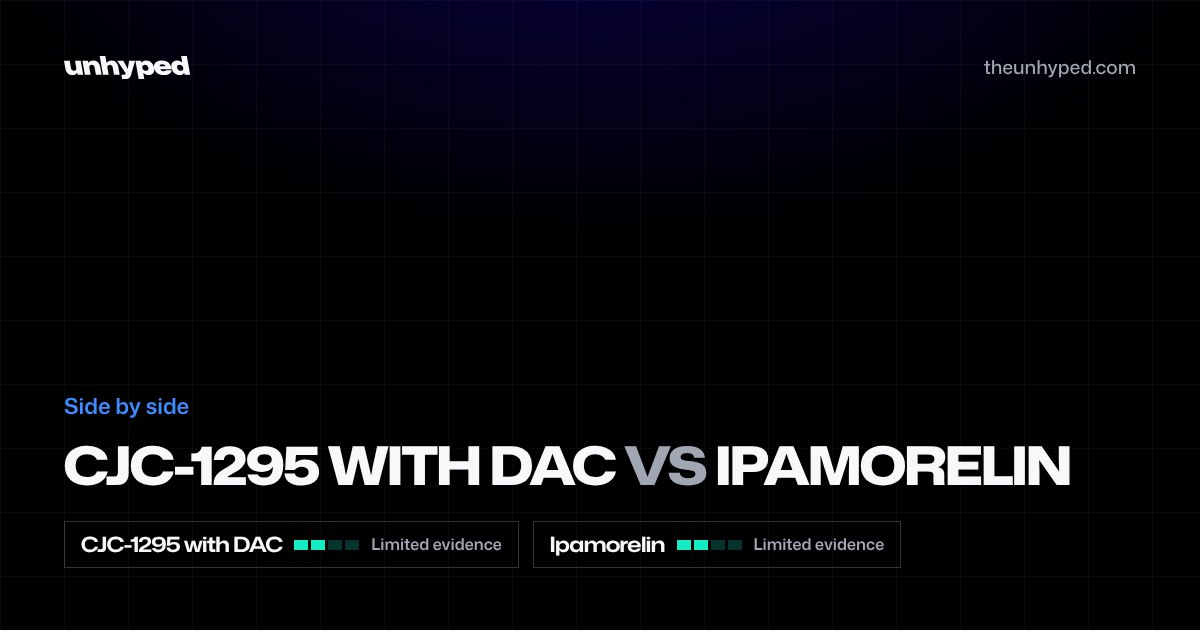 unhyped
theunhyped.com
Side by side
CJC-1295 WITH DAC VS IPAMORELIN
CJC-1295 with DAC Limited evidence
Ipamorelin Limited evidence